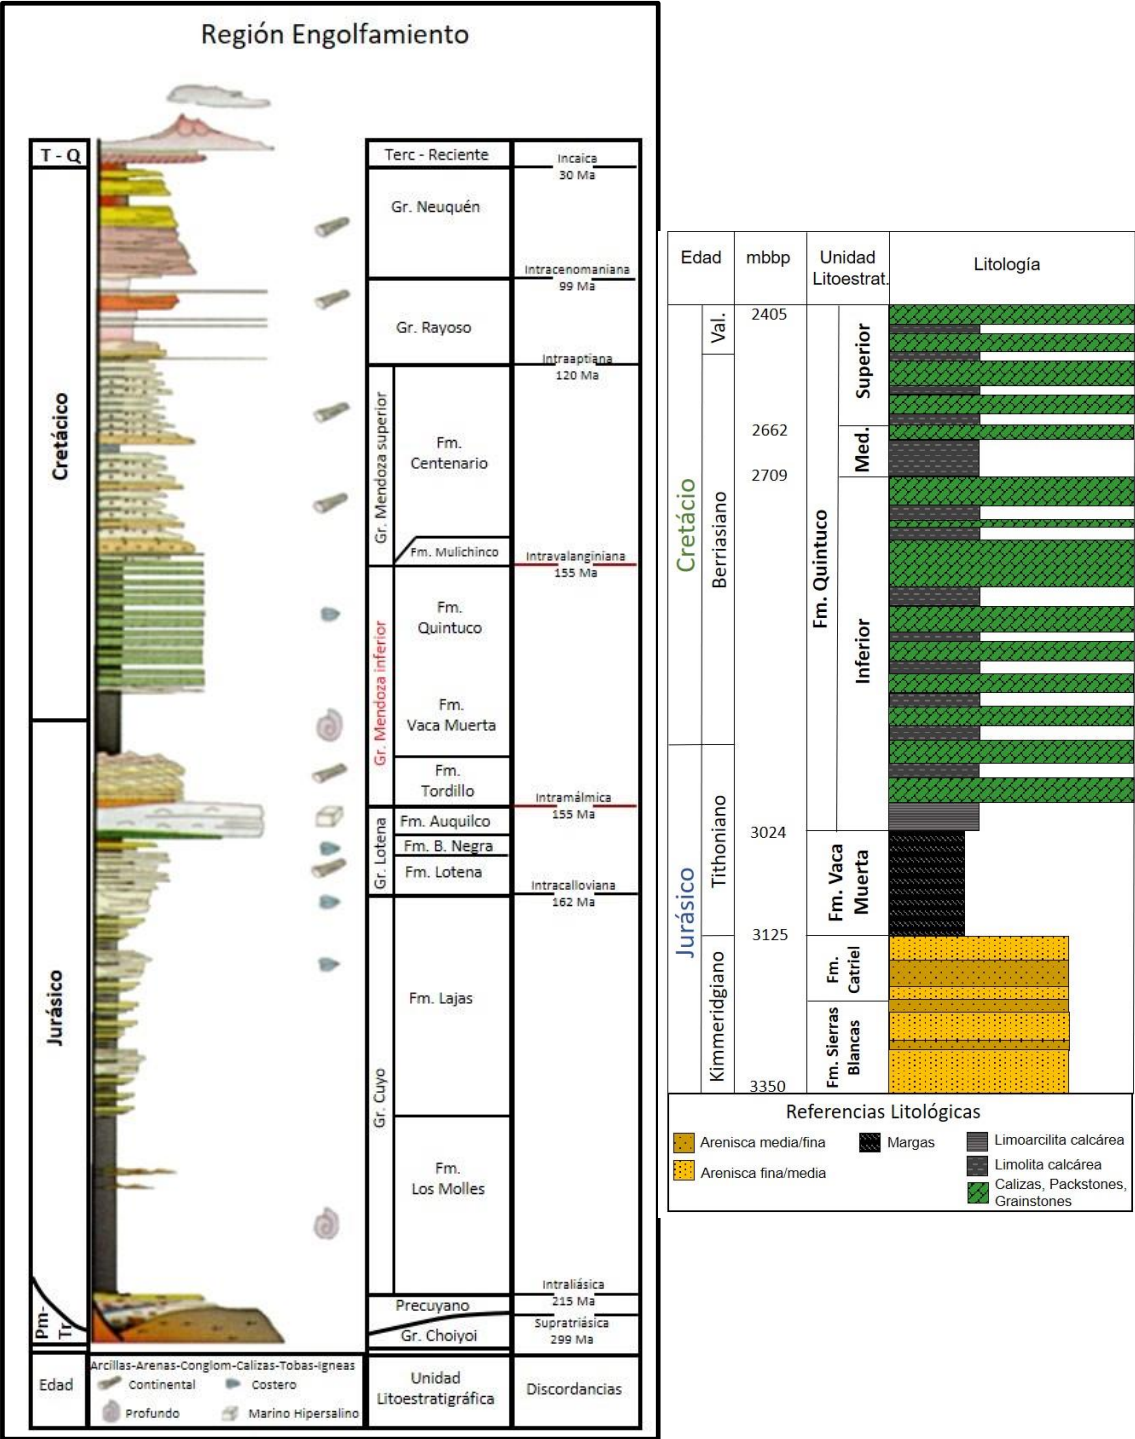 Región Engolfamiento
T - Q
Cretácico
Jurásico
Pm-
Tr
Edad
Arcillas-Arenas-Conglom-Calizas-Tobas-Igneas
Continental
Costero
Profundo
Marino Hipersalino
Terc - Reciente
Gr. Neuquén
Gr. Rayoso
Gr. Mendoza superior
Fm.
Centenario
Fm. Mulichinco
Gr. Mendoza inferior
Fm.
Quintuco
Fm.
Vaca Muerta
Fm.
Tordillo
Gr. Lotena
Fm. Auquilco
Fm. B. Negra
Fm. Lotena
Gr. Cuyo
Fm. Lajas
Fm.
Los Molles
Precuyano
Gr. Choiyoi
Unidad
Litoestratigráfica
Incaica
30 Ma
Intracenomaniana
99 Ma
Intraaptiana
120 Ma
Intravalanginiana
155 Ma
Intramálmica
155 Ma
Intracalloviana
162 Ma
Intraliásica
215 Ma
Supratriásica
299 Ma
Discordancias
Edad
mbbp
Unidad
Litoestrat.
Litología
Cretácio
Jurásico
Val.
Berriasiano
Tithoniano
Kimmeridgiano
2405
2662
2709
3024
3125
3350
Fm. Quintuco
Superior
Med.
Inferior
Fm. Vaca
Muerta
Fm.
Catriel
Fm. Sierras
Blancas
Referencias Litológicas
Arenisca media/fina
Arenisca fina/media
Margas
Limoarcilita calcárea
Limolita calcárea
Calizas, Packstones,
Grainstones